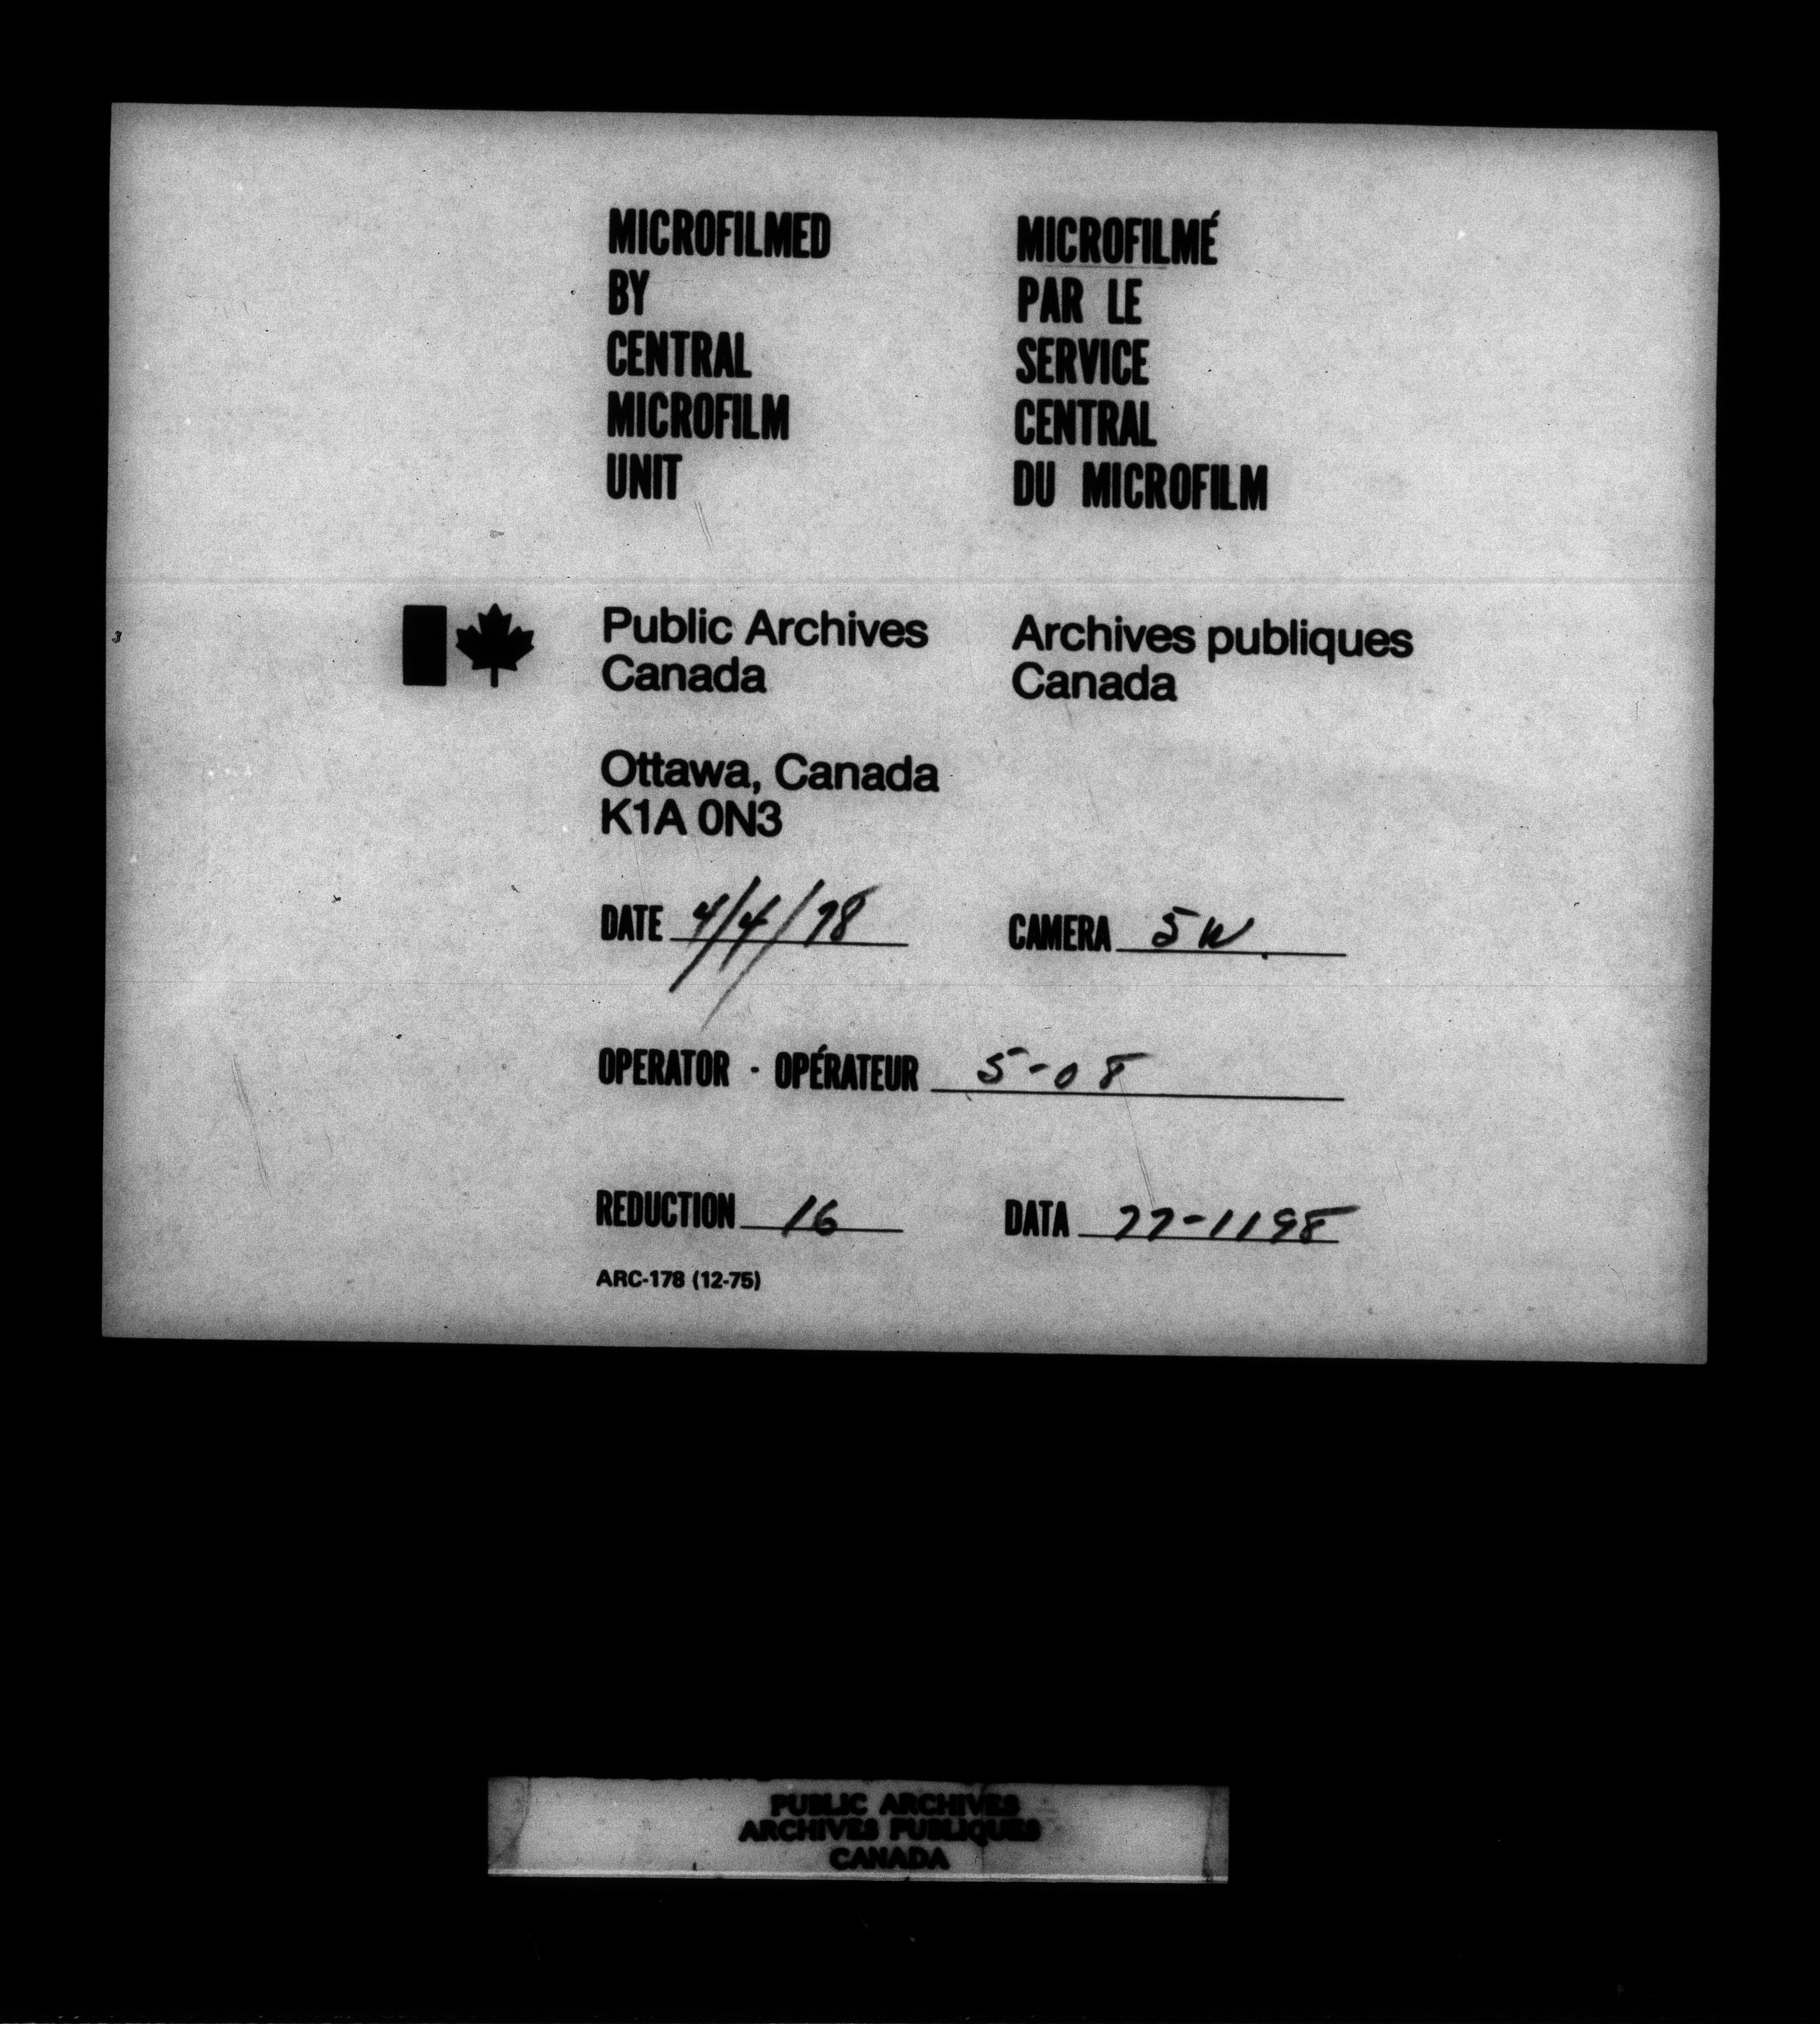 MICROFILMED
BY
CENTRAL
MICROFILM
UNIT
MICROFILMÉ
PAR LE
SERVICE
CENTRAL
DU MICROFILM
Public Archives
Canada
Archives publiques
Canada
Ottawa, Canada
K1A 0N3
DATE 4/4/78
CAMERA 5W
OPERATOR - OPÉRATEUR 5-08
REDUCTION 16
DATA 77-1198
ARC-178 (12-75)
PUBLIC ARCHIVES
ARCHIVES PUBLIQUES
CANADA